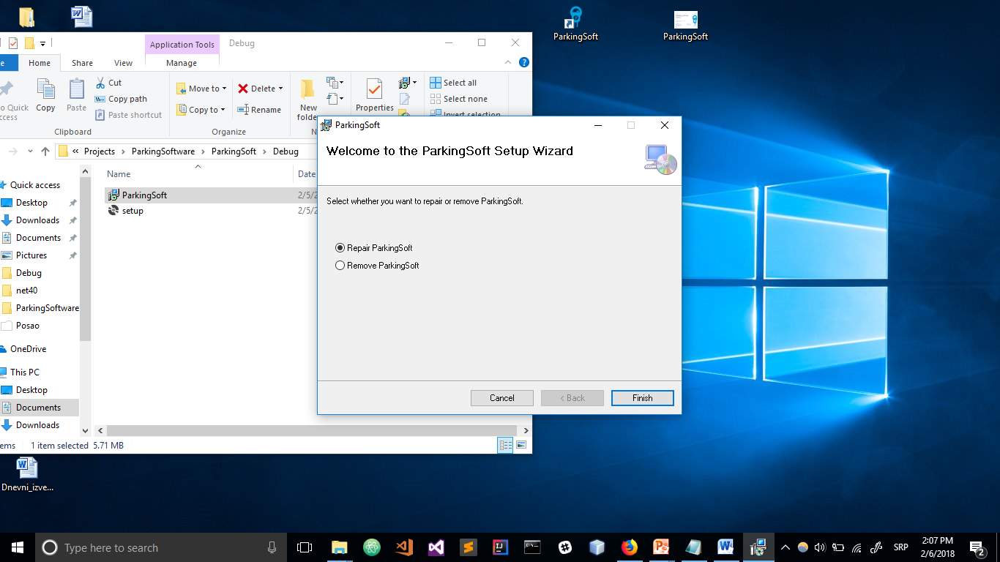 ParkingSoft
ParkingSoft
Application Tools
Debug
Home
Share
View
Manage
Cut
Copy path
Paste shortcut
Copy
Paste
Clipboard
Move to
Copy to
Delete
Rename
Organize
New
Properties
Select all
Select none
Invert selection
« Projects > ParkingSoftware > ParkingSoft > Debug
Name
Date
ParkingSoft
2/5/2
setup
2/5/2
Quick access
Desktop
Downloads
Documents
Pictures
Debug
net40
ParkingSoftware
Posao
OneDrive
This PC
Desktop
Documents
Downloads
1 item selected 5.71 MB
ParkingSoft
Welcome to the ParkingSoft Setup Wizard
Select whether you want to repair or remove ParkingSoft.
Repair ParkingSoft
Remove ParkingSoft
Cancel
< Back
Finish
Dnevni_izve...
Type here to search
SRP
2:07 PM
2/6/2018
2